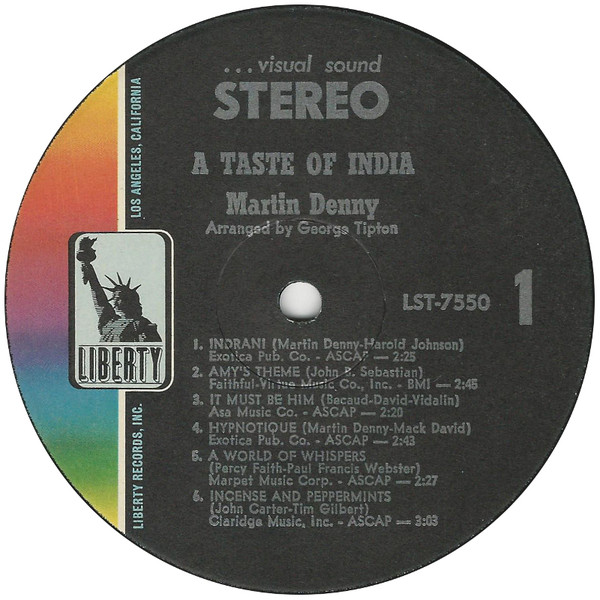 ...visual sound
STEREO
A TASTE OF INDIA
Martin Denny
Arranged by George Tipton
LST-7550
1
1. INDRANI (Martin Denny-Harold Johnson)
Exotica Pub. Co. - ASCAP — 2:25
2. AMY'S THEME (John B. Sebastian)
Faithful-Virtue Music Co., Inc. - BMI — 2:45
3. IT MUST BE HIM (Becaud-David-Vidalin)
Asa Music Co. - ASCAP — 2:20
4. HYPNOTIQUE (Martin Denny-Mack David)
Exotica Pub. Co. - ASCAP — 2:43
5. A WORLD OF WHISPERS
(Percy Faith-Paul Francis Webster)
Marpet Music Corp. - ASCAP — 2:27
6. INCENSE AND PEPPERMINTS
(John Carter-Tim Gilbert)
Claridge Music, Inc. - ASCAP — 3:03
LIBERTY
LIBERTY RECORDS, INC. LOS ANGELES, CALIFORNIA